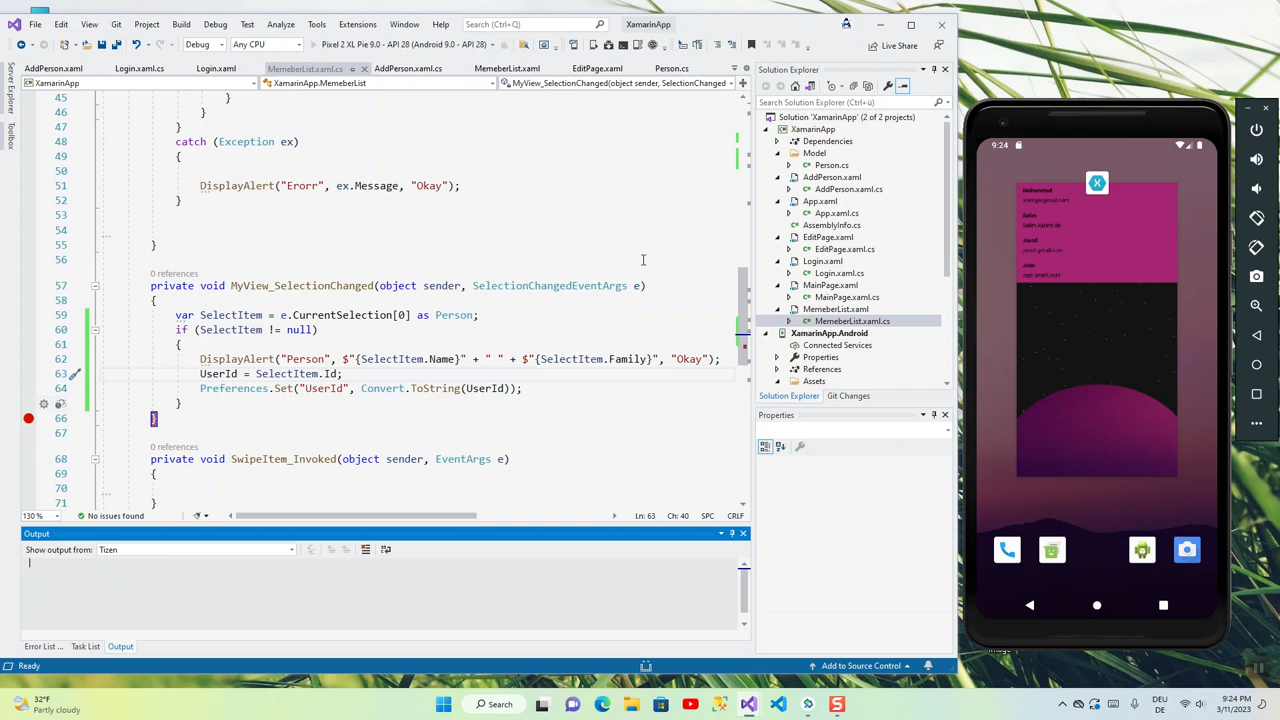 File Edit View Git Project Build Debug Test Analyze Tools Extensions Window Help Search (Ctrl+Q) XamarinApp
Debug Any CPU Pixel 2 XL Pie 9.0 - API 28 (Android 9.0 - API 28) Live Share
AddPerson.xaml Login.xaml.cs Login.xaml MemeberList.xaml.cs AddPerson.xaml.cs MemeberList.xaml EditPage.xaml Person.cs
XamarinApp XamarinApp.MemeberList MyView_SelectionChanged(object sender, SelectionChanged
Server Explorer
Toolbox
45 }
46 }
47 }
48 catch (Exception ex)
49 {
50
51 DisplayAlert("Erorr", ex.Message, "Okay");
52 }
53
54
55 }
56
0 references
57 private void MyView_SelectionChanged(object sender, SelectionChangedEventArgs e)
58 {
59 var SelectItem = e.CurrentSelection[0] as Person;
60 if (SelectItem != null)
61 {
62 DisplayAlert("Person", $"{SelectItem.Name}" + " " + $"{SelectItem.Family}", "Okay");
63 UserId = SelectItem.Id;
64 Preferences.Set("UserId", Convert.ToString(UserId));
65 }
66 }
67
0 references
68 private void SwipeItem_Invoked(object sender, EventArgs e)
69 {
70
71 }
130 % No issues found Ln: 63 Ch: 40 SPC CRLF
Output
Show output from: Tizen
Error List ... Task List Output
Ready Add to Source Control
Solution Explorer
Search Solution Explorer (Ctrl+ü)
Solution 'XamarinApp' (2 of 2 projects)
XamarinApp
Dependencies
Model
Person.cs
AddPerson.xaml
AddPerson.xaml.cs
App.xaml
App.xaml.cs
AssemblyInfo.cs
EditPage.xaml
EditPage.xaml.cs
Login.xaml
Login.xaml.cs
MainPage.xaml
MainPage.xaml.cs
MemeberList.xaml
MemeberList.xaml.cs
XamarinApp.Android
Connected Services
Properties
References
Assets
Solution Explorer Git Changes
Properties
9:24
Mohammad
Salim
Javad
John
32°F
Partly cloudy
Search
DEU
DE
9:24 PM
3/11/2023